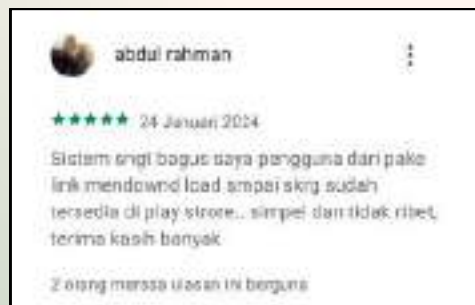 abdul rahman
24 Januari 2024
Sistem sngt bagus saya pengguna dari pake
link mendownd load smpai skrg sudah
tersedia di play strore.. simpel dan tidak ribet,
terima kasih banyak
2 orang merasa ulasan ini berguna